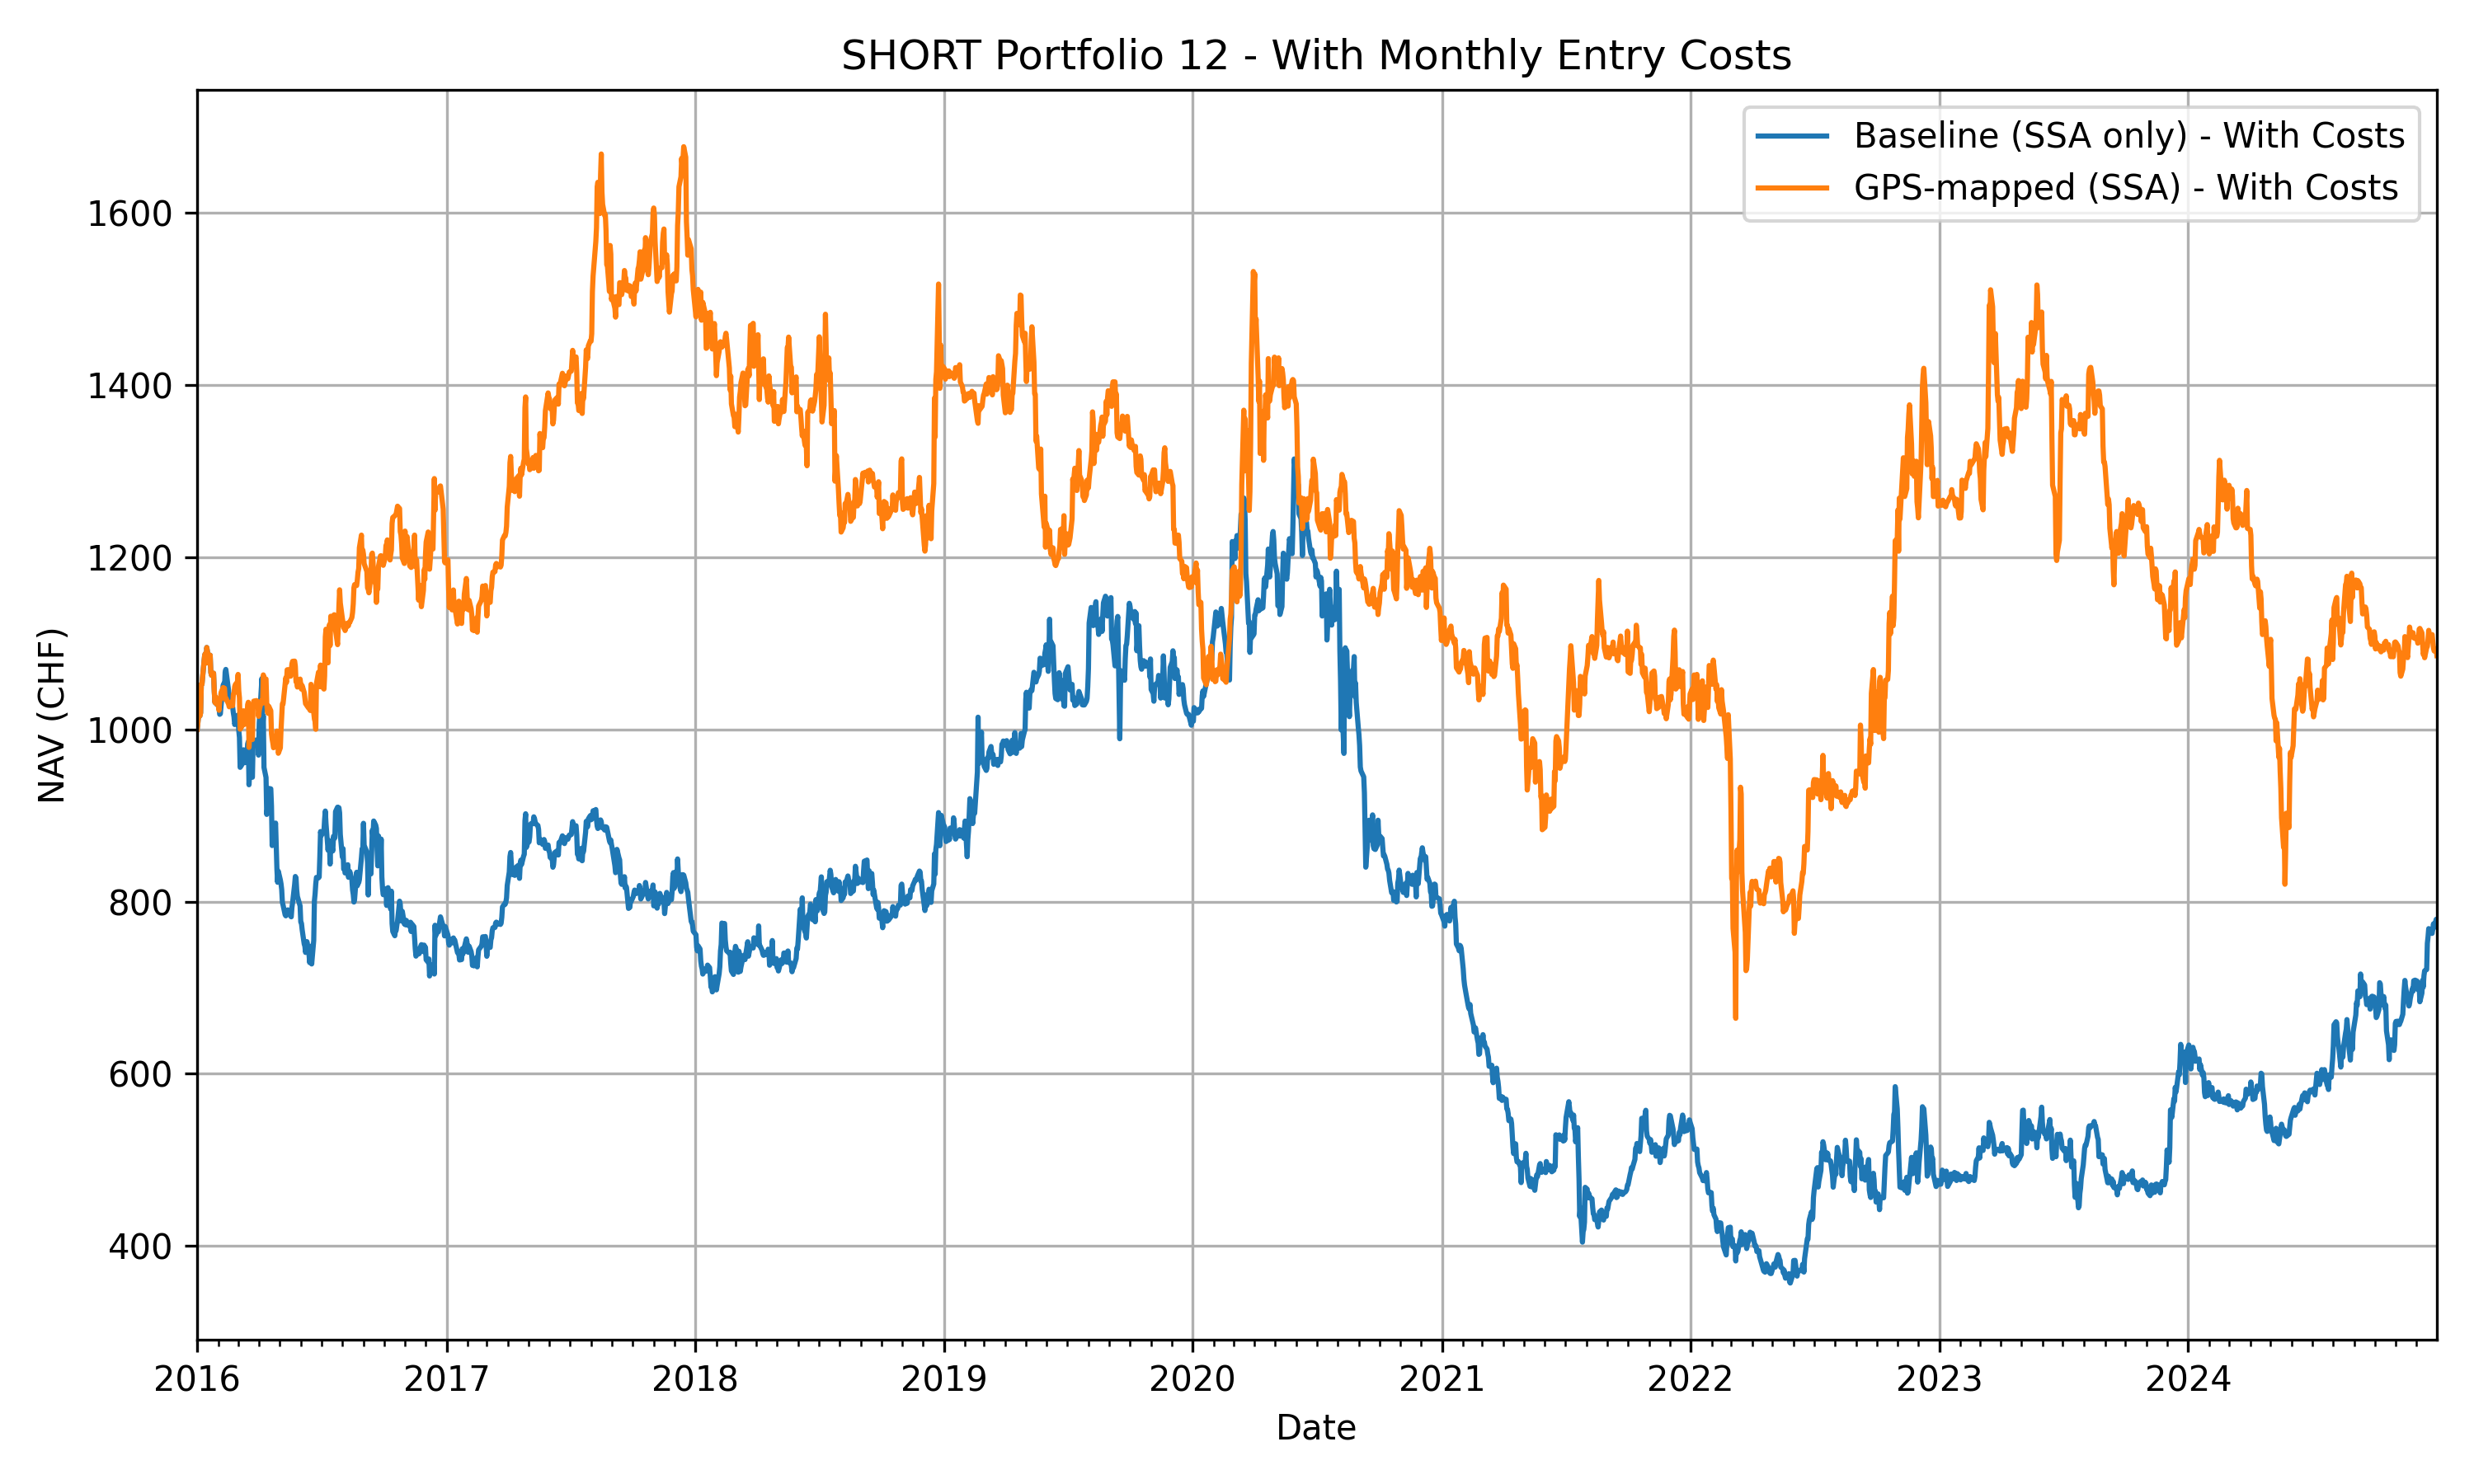 SHORT Portfolio 12 - With Monthly Entry Costs
Baseline (SSA only) - With Costs
GPS-mapped (SSA) - With Costs
NAV (CHF)
1600
1400
1200
1000
800
600
400
2016 2017 2018 2019 2020 2021 2022 2023 2024
Date